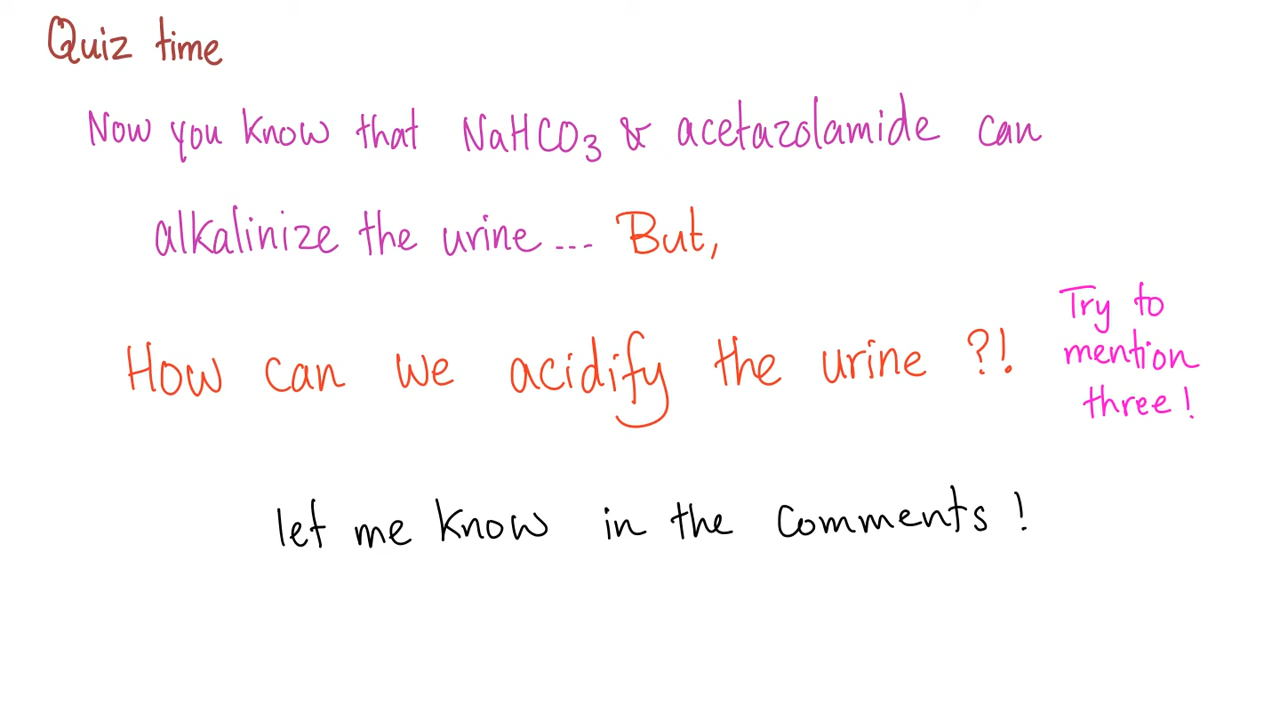 Quiz time
Now you know that NaHCO3 & acetazolamide can
alkalinize the urine... But,
How can we acidify the urine ?!
Try to
mention
three!
let me know in the comments!